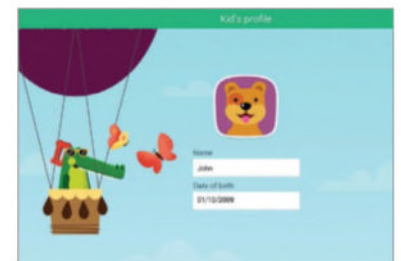 Kid's profile
Name
John
Date of birth
01/10/2009